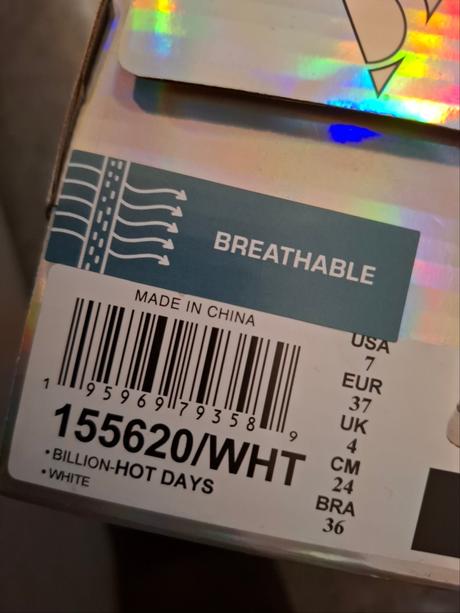 BREATHABLE
MADE IN CHINA
1 95969 79358 9
155620/WHT
•BILLION-HOT DAYS
•WHITE
USA
7
EUR
37
UK
4
CM
24
BRA
36